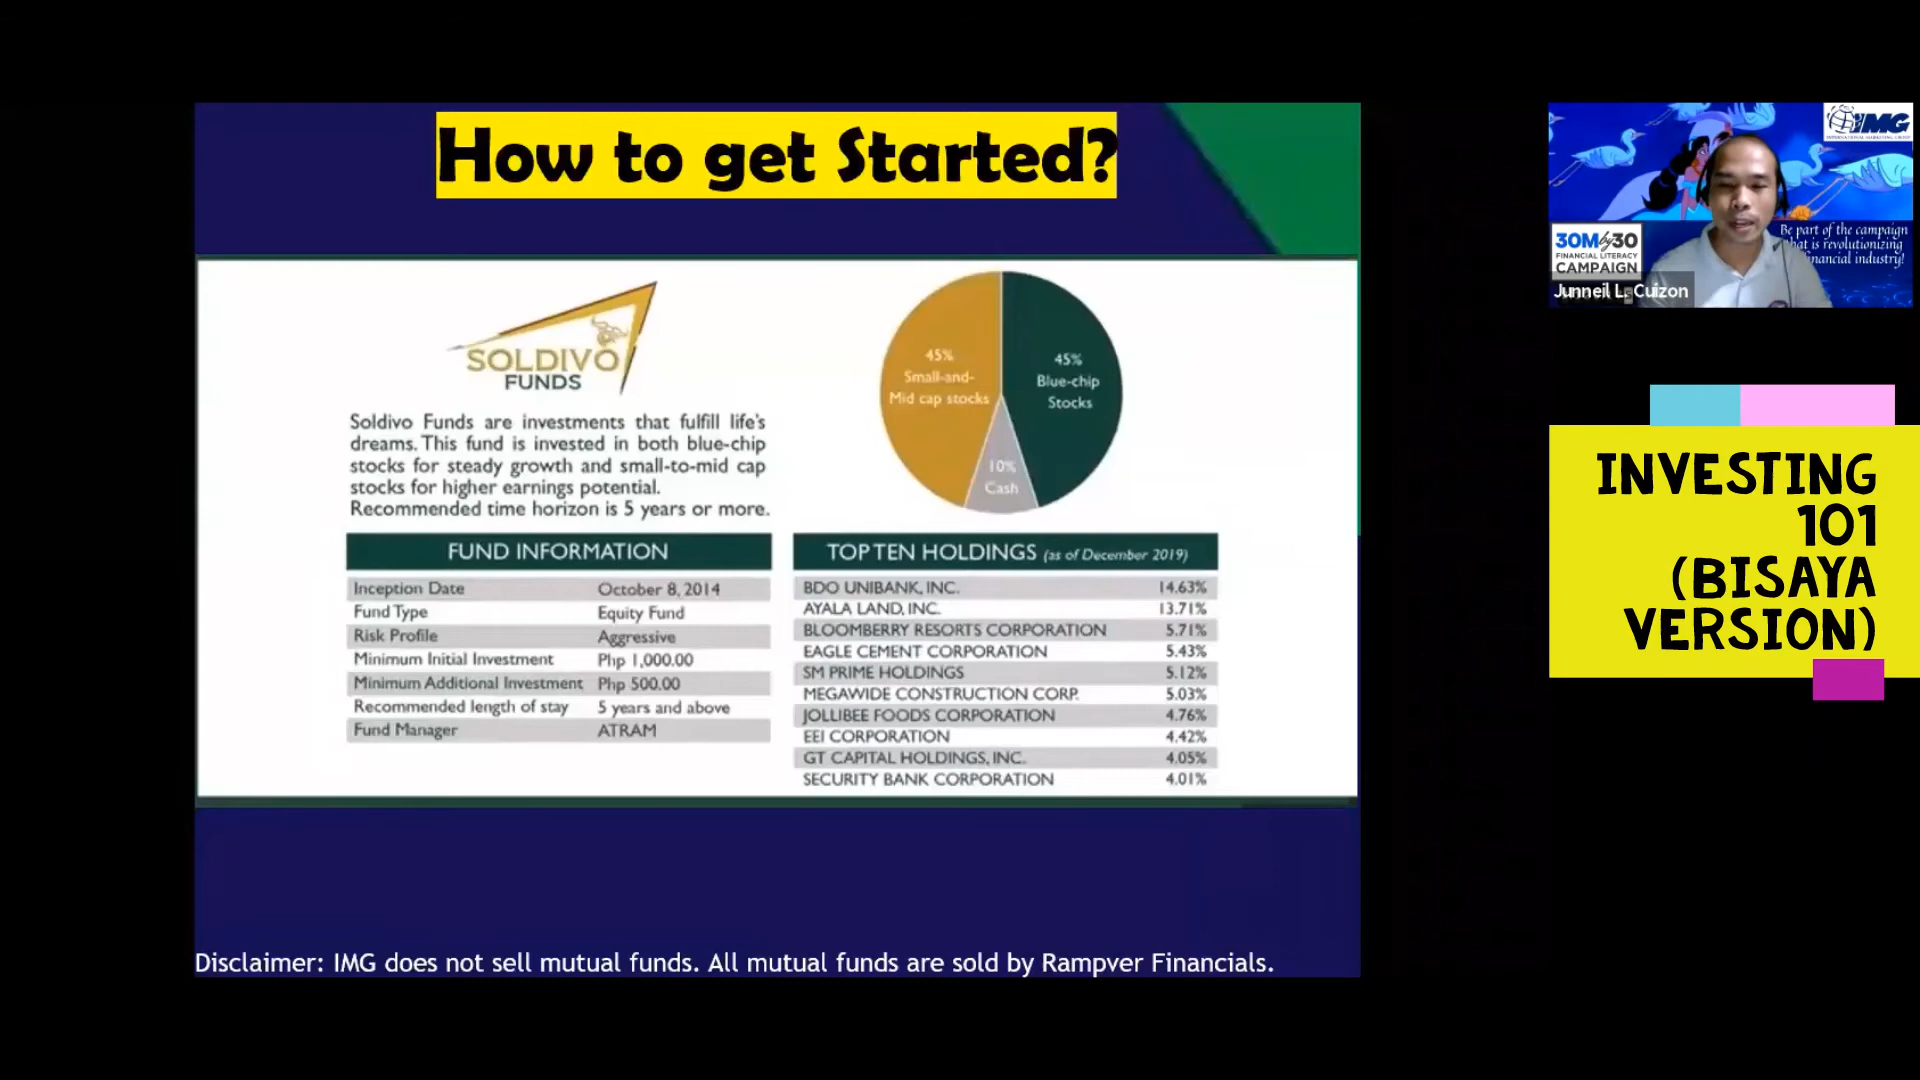 How to get Started?
SOLDIVO
FUNDS
Soldivo Funds are investments that fulfill life's
dreams. This fund is invested in both blue-chip
stocks for steady growth and small-to-mid cap
stocks for higher earnings potential.
Recommended time horizon is 5 years or more.
45%
Small-and-
Mid cap stocks
45%
Blue-chip
Stocks
10%
Cash
FUND INFORMATION
Inception Date October 8, 2014
Fund Type Equity Fund
Risk Profile Aggressive
Minimum Initial Investment Php 1,000.00
Minimum Additional Investment Php 500.00
Recommended length of stay 5 years and above
Fund Manager ATRAM
TOP TEN HOLDINGS (as of December 2019)
BDO UNIBANK, INC. 14.63%
AYALA LAND, INC. 13.71%
BLOOMBERRY RESORTS CORPORATION 5.71%
EAGLE CEMENT CORPORATION 5.43%
SM PRIME HOLDINGS 5.12%
MEGAWIDE CONSTRUCTION CORP. 5.03%
JOLLIBEE FOODS CORPORATION 4.76%
EEI CORPORATION 4.42%
GT CAPITAL HOLDINGS, INC. 4.05%
SECURITY BANK CORPORATION 4.01%
Disclaimer: IMG does not sell mutual funds. All mutual funds are sold by Rampver Financials.
IMG
INTERNATIONAL MARKETING GROUP
30M by 30
FINANCIAL LITERACY
CAMPAIGN
Be part of the campaign
that is revolutionizing
financial industry!
Junneil L. Cuizon
INVESTING
101
(BISAYA
VERSION)